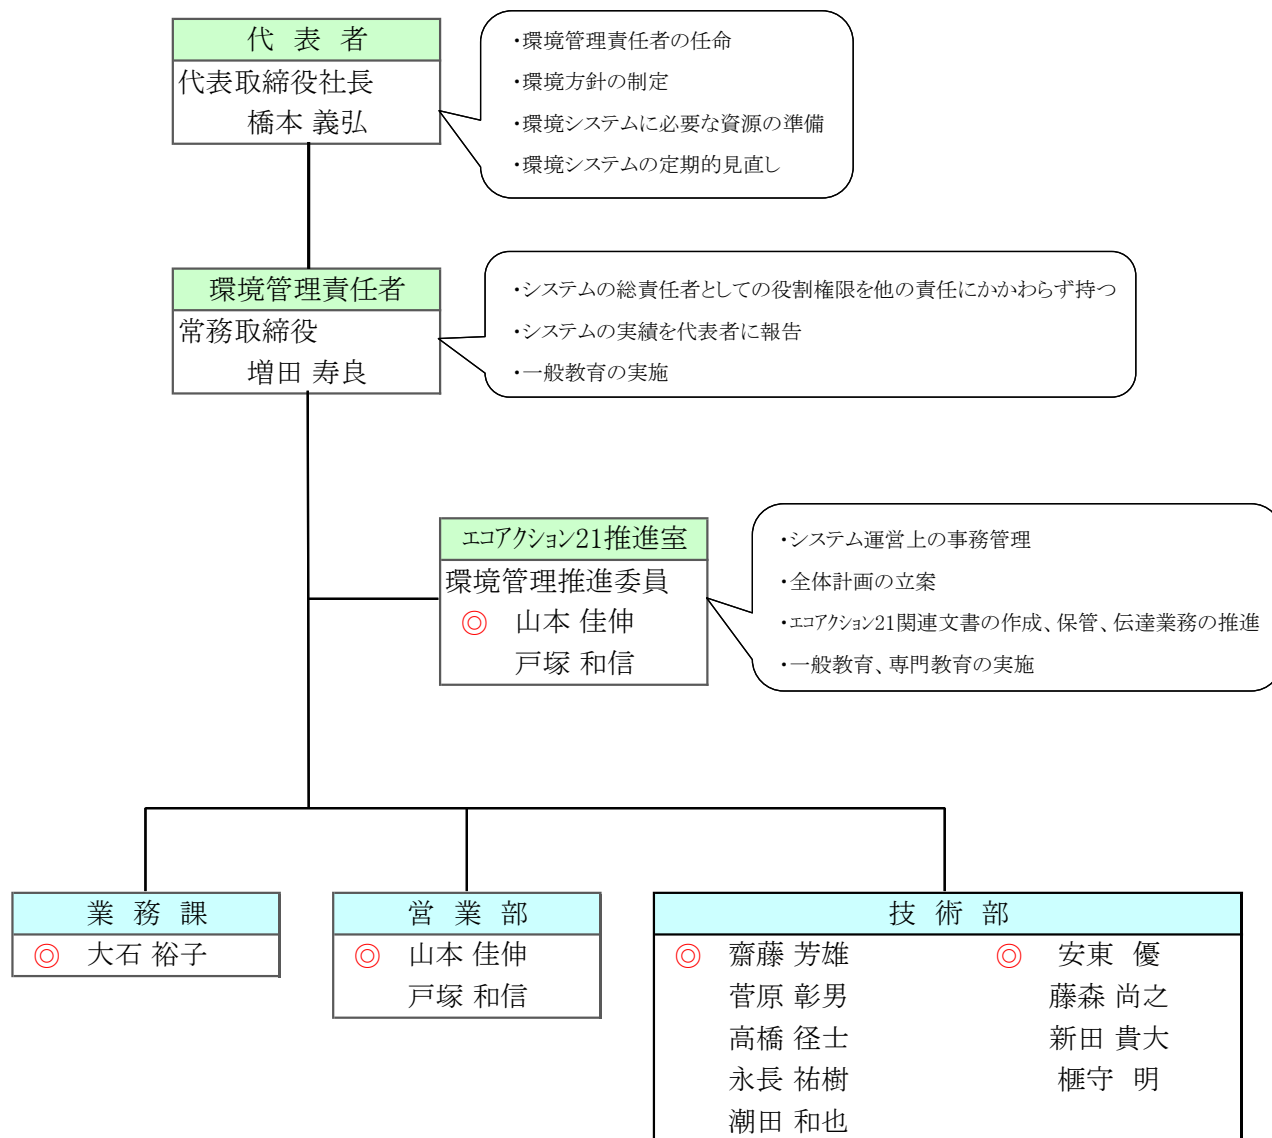 代 表 者
代表取締役社長
橋本 義弘
・環境管理責任者の任命
・環境方針の制定
・環境システムに必要な資源の準備
・環境システムの定期的見直し
環境管理責任者
常務取締役
増田 寿良
・システムの総責任者としての役割権限を他の責任にかかわらず持つ
・システムの実績を代表者に報告
・一般教育の実施
エコアクション21推進室
環境管理推進委員
◎ 山本 佳伸
戸塚 和信
・システム運営上の事務管理
・全体計画の立案
・エコアクション21関連文書の作成、保管、伝達業務の推進
・一般教育、専門教育の実施
業 務 課
◎ 大石 裕子
営 業 部
◎ 山本 佳伸
戸塚 和信
技 術 部
◎ 齋藤 芳雄
菅原 彰男
高橋 径士
永長 祐樹
潮田 和也
◎ 安東 優
藤森 尚之
新田 貴大
榧守 明